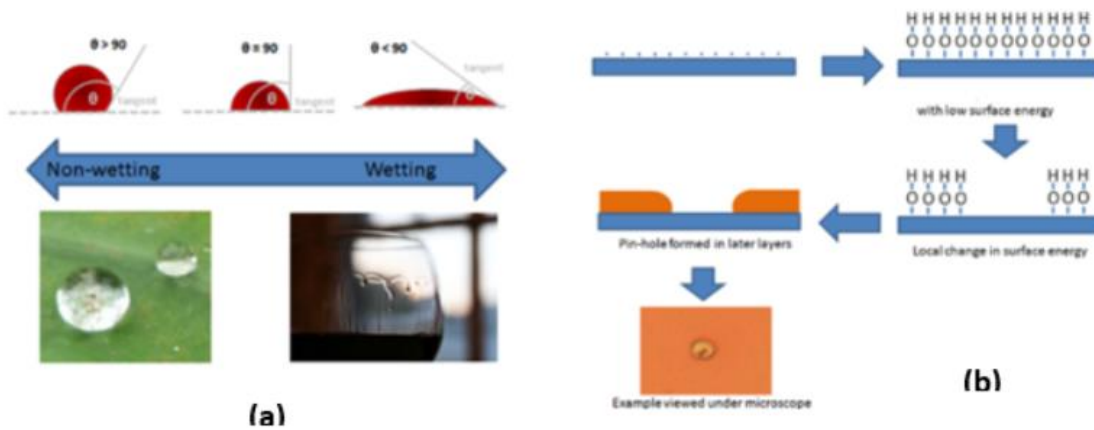 θ > 90
θ = 90
θ < 90
θ
tangent
θ
tangent
θ
tangent
Non-wetting
Wetting
(a)
H H H H H H H H H H H
O O O O O O O O O O O
with low surface energy
H H H H
O O O O
H H H
O O O
Local change in surface energy
Pin-hole formed in later layers
Example viewed under microscope
(b)